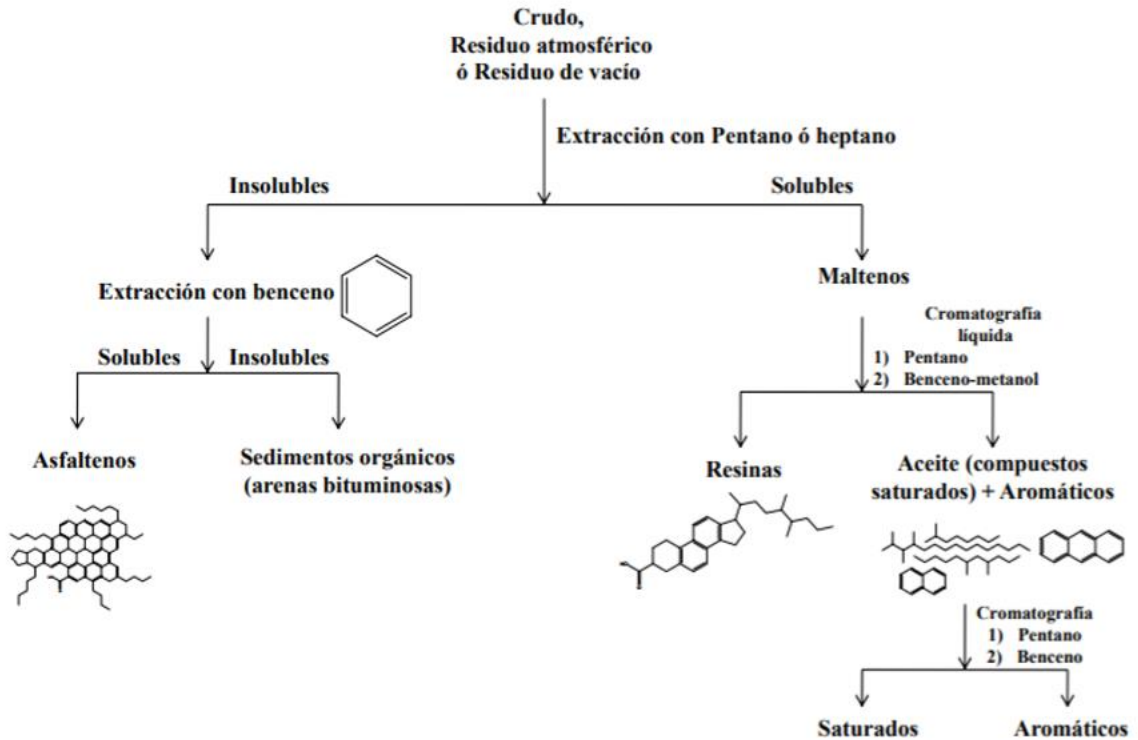 Crudo,
Residuo atmosférico
ó Residuo de vacío
Extracción con Pentano ó heptano
Insolubles
Solubles
Extracción con benceno
Maltenos
Cromatografía
líquida
1) Pentano
2) Benceno-metanol
Solubles
Insolubles
Asfaltenos
Sedimentos orgánicos
(arenas bituminosas)
Resinas
Aceite (compuestos
saturados) + Aromáticos
Cromatografía
1) Pentano
2) Benceno
Saturados
Aromáticos